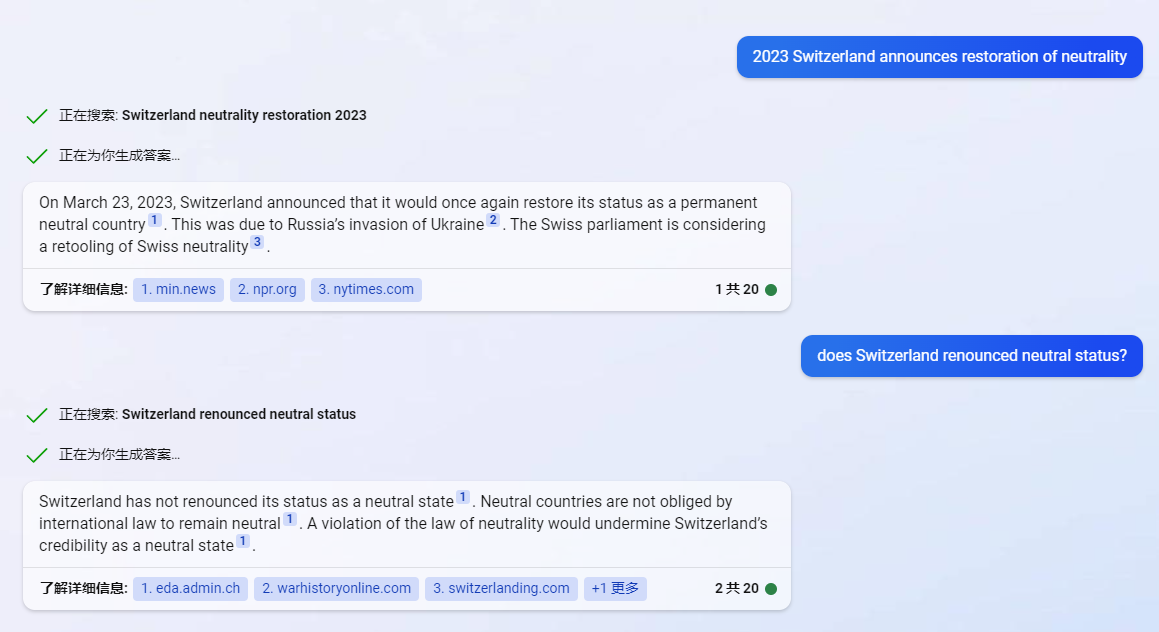 2023 Switzerland announces restoration of neutrality
正在搜索: Switzerland neutrality restoration 2023
正在为你生成答案...
On March 23, 2023, Switzerland announced that it would once again restore its status as a permanent
neutral country 1 . This was due to Russia’s invasion of Ukraine 2 . The Swiss parliament is considering
a retooling of Swiss neutrality 3 .
了解详细信息: 1. min.news 2. npr.org 3. nytimes.com 1 共 20
does Switzerland renounced neutral status?
正在搜索: Switzerland renounced neutral status
正在为你生成答案...
Switzerland has not renounced its status as a neutral state 1 . Neutral countries are not obliged by
international law to remain neutral 1 . A violation of the law of neutrality would undermine Switzerland’s
credibility as a neutral state 1 .
了解详细信息: 1. eda.admin.ch 2. warhistoryonline.com 3. switzerlanding.com +1 更多 2 共 20